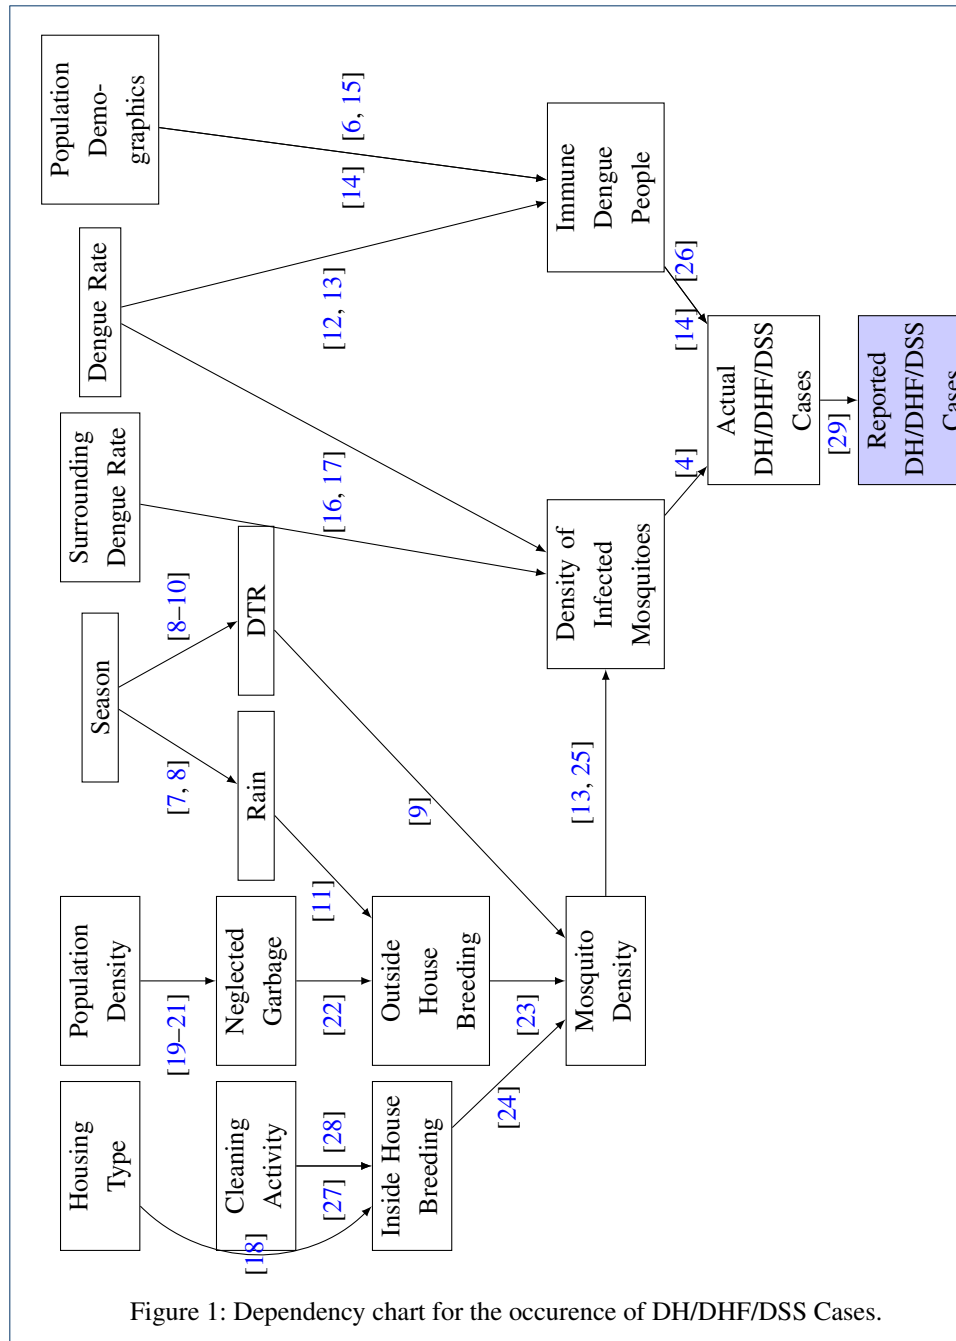 Housing
Type
Population
Density
Season
Surrounding
Dengue Rate
Dengue Rate
Population
Demo-
graphics
[18]
[19–21]
[7, 8]
[8–10]
[16, 17]
[12, 13]
[14]
[6, 15]
Cleaning
Activity
Neglected
Garbage
Rain
DTR
[27]
[28]
[22]
[11]
[9]
Inside House
Breeding
Outside
House
Breeding
[24]
[23]
Mosquito
Density
[13, 25]
Density of
Infected
Mosquitoes
Immune
Dengue
People
[4]
[14]
[26]
Actual
DH/DHF/DSS
Cases
[29]
Reported
DH/DHF/DSS
Cases
Figure 1: Dependency chart for the occurence of DH/DHF/DSS Cases.